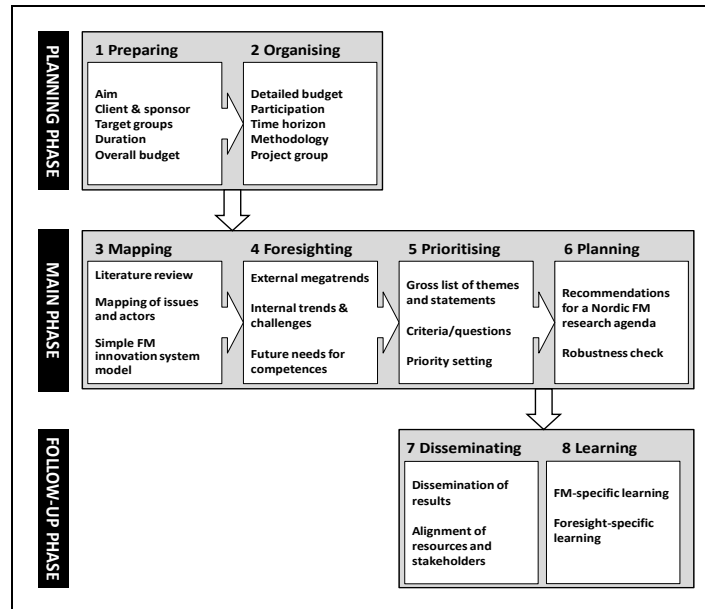 PLANNING PHASE
1 Preparing
Aim
Client & sponsor
Target groups
Duration
Overall budget
2 Organising
Detailed budget
Participation
Time horizon
Methodology
Project group
MAIN PHASE
3 Mapping
Literature review
Mapping of issues
and actors
Simple FM
innovation system
model
4 Foresighting
External megatrends
Internal trends &
challenges
Future needs for
competences
5 Prioritising
Gross list of themes
and statements
Criteria/questions
Priority setting
6 Planning
Recommendations
for a Nordic FM
research agenda
Robustness check
FOLLOW-UP PHASE
7 Disseminating
Dissemination of
results
Alignment of
resources and
stakeholders
8 Learning
FM-specific learning
Foresight-specific
learning